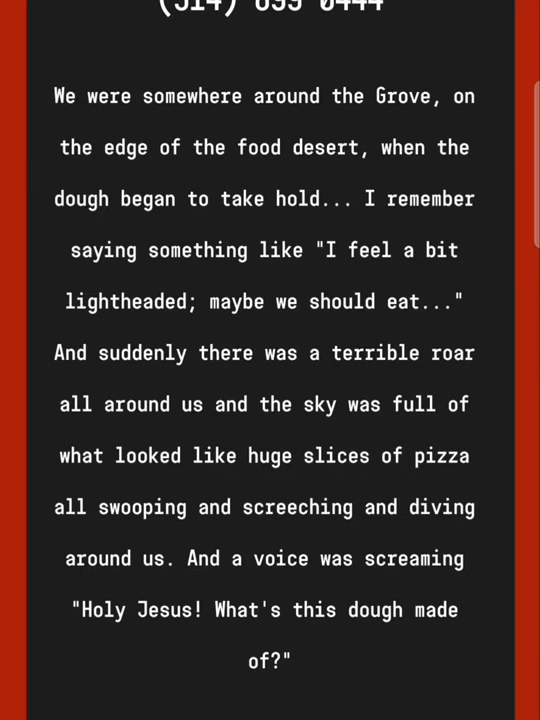 (514) 899 0444
We were somewhere around the Grove, on
the edge of the food desert, when the
dough began to take hold... I remember
saying something like "I feel a bit
lightheaded; maybe we should eat..."
And suddenly there was a terrible roar
all around us and the sky was full of
what looked like huge slices of pizza
all swooping and screeching and diving
around us. And a voice was screaming
"Holy Jesus! What's this dough made
of?"